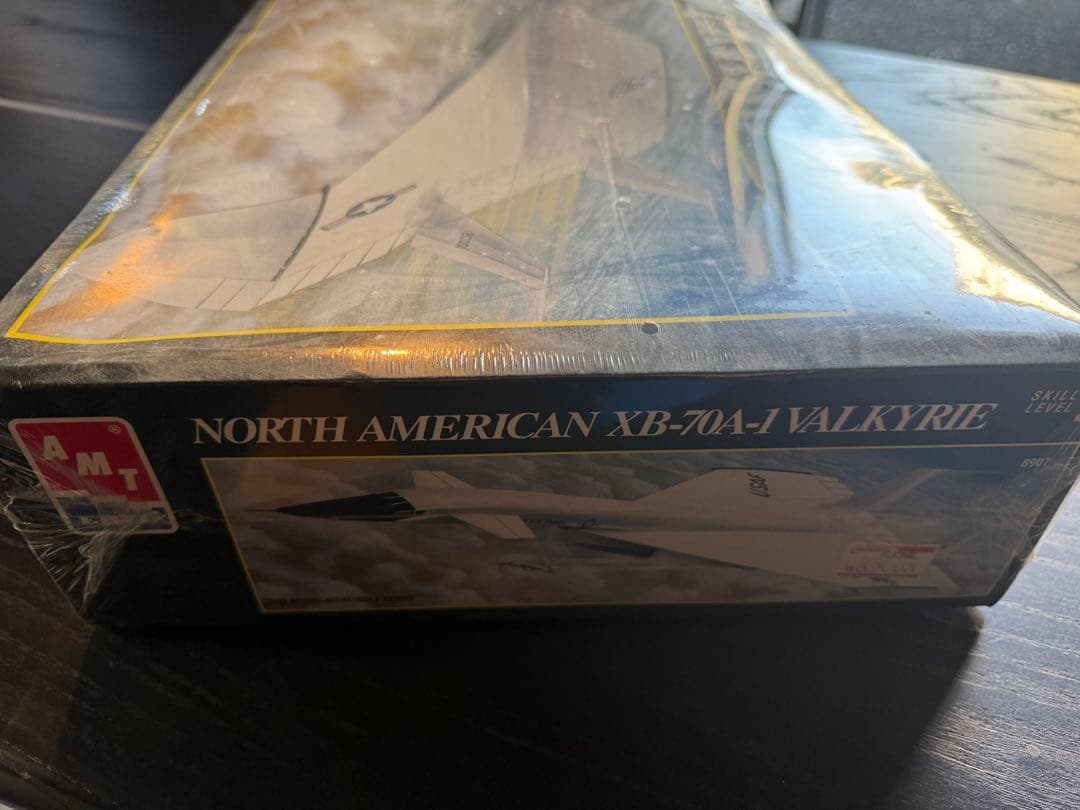 USAF
AMT®
NORTH AMERICAN XB-70A-1 VALKYRIE
SKILL
LEVEL
8907
USAF